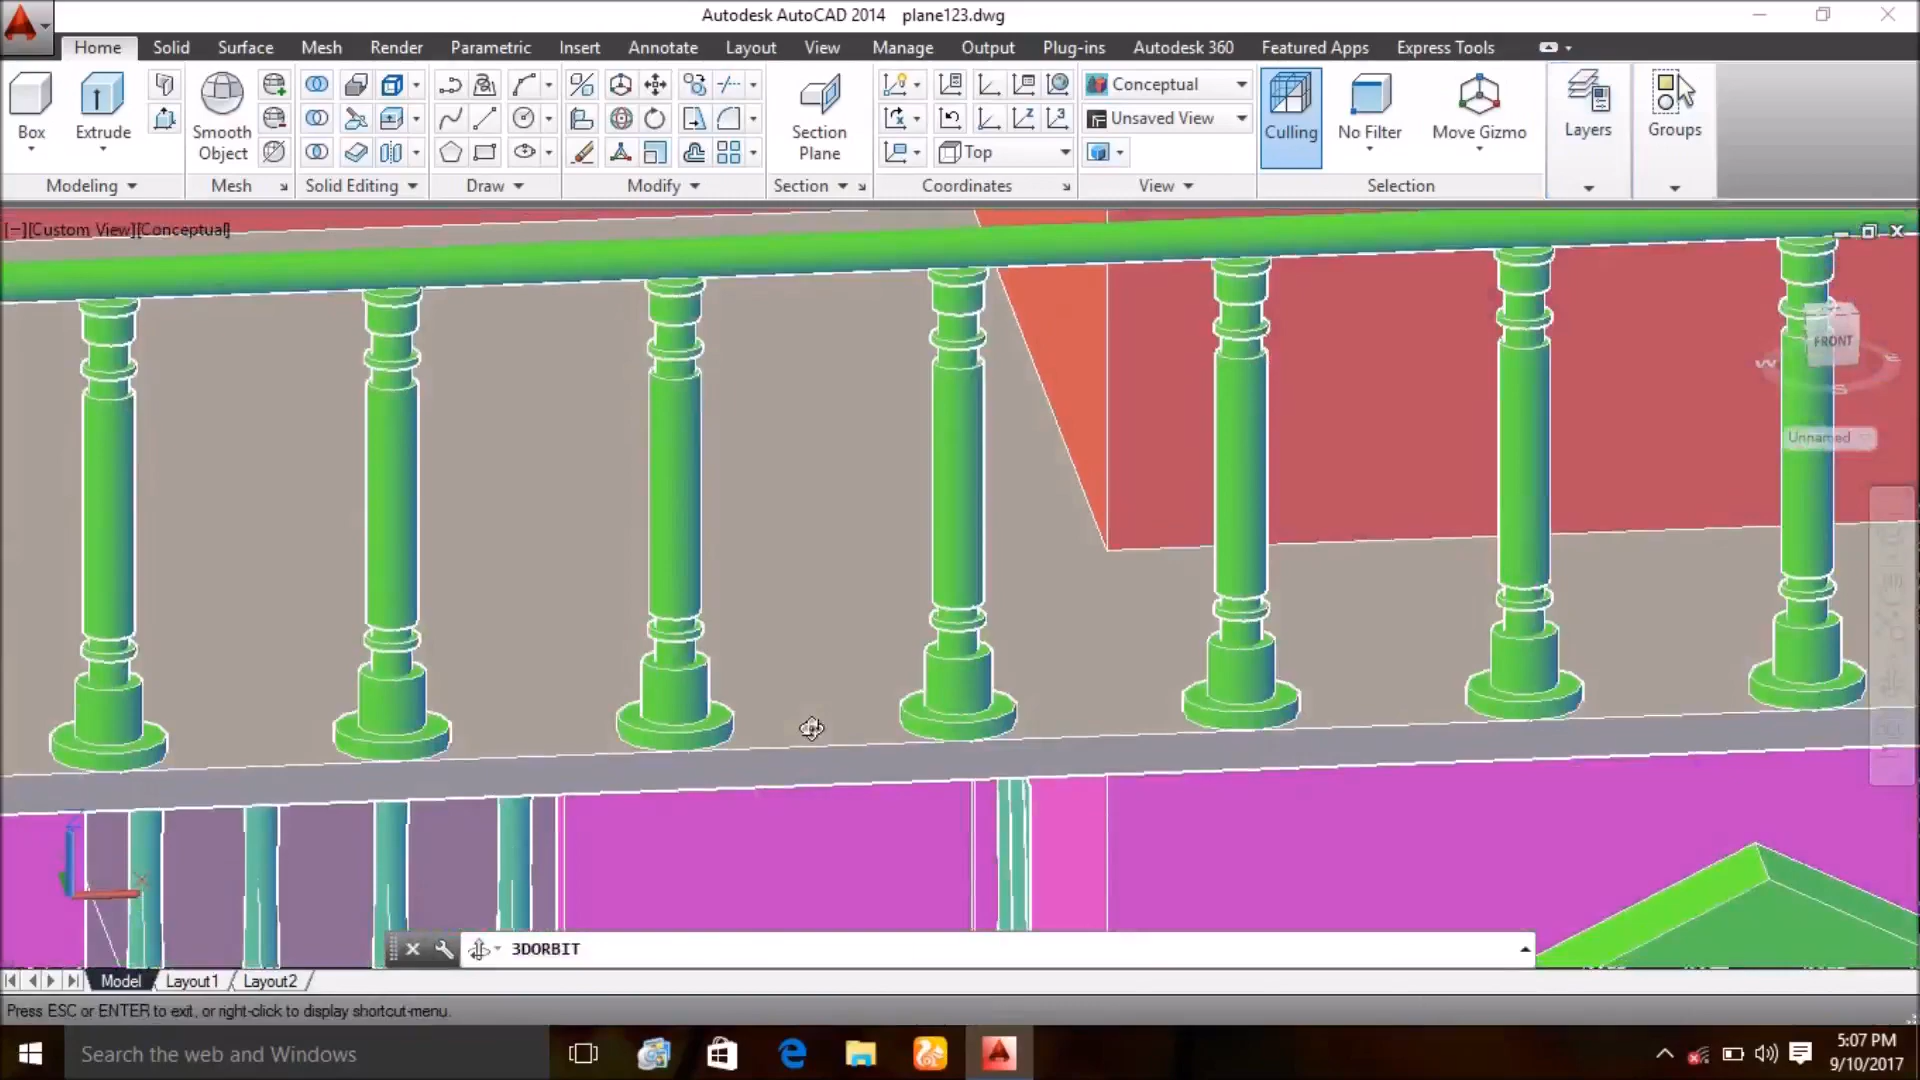 Autodesk AutoCAD 2014 plane123.dwg
Home Solid Surface Mesh Render Parametric Insert Annotate Layout View Manage Output Plug-ins Autodesk 360 Featured Apps Express Tools
Box Extrude Smooth Object Section Plane Conceptual Unsaved View Top Culling No Filter Move Gizmo Layers Groups
Modeling Mesh Solid Editing Draw Modify Section Coordinates View Selection
[−][Custom View][Conceptual]
FRONT
W
E
S
Unnamed
X
3DORBIT
Model Layout1 Layout2
Press ESC or ENTER to exit, or right-click to display shortcut-menu.
Search the web and Windows
5:07 PM
9/10/2017